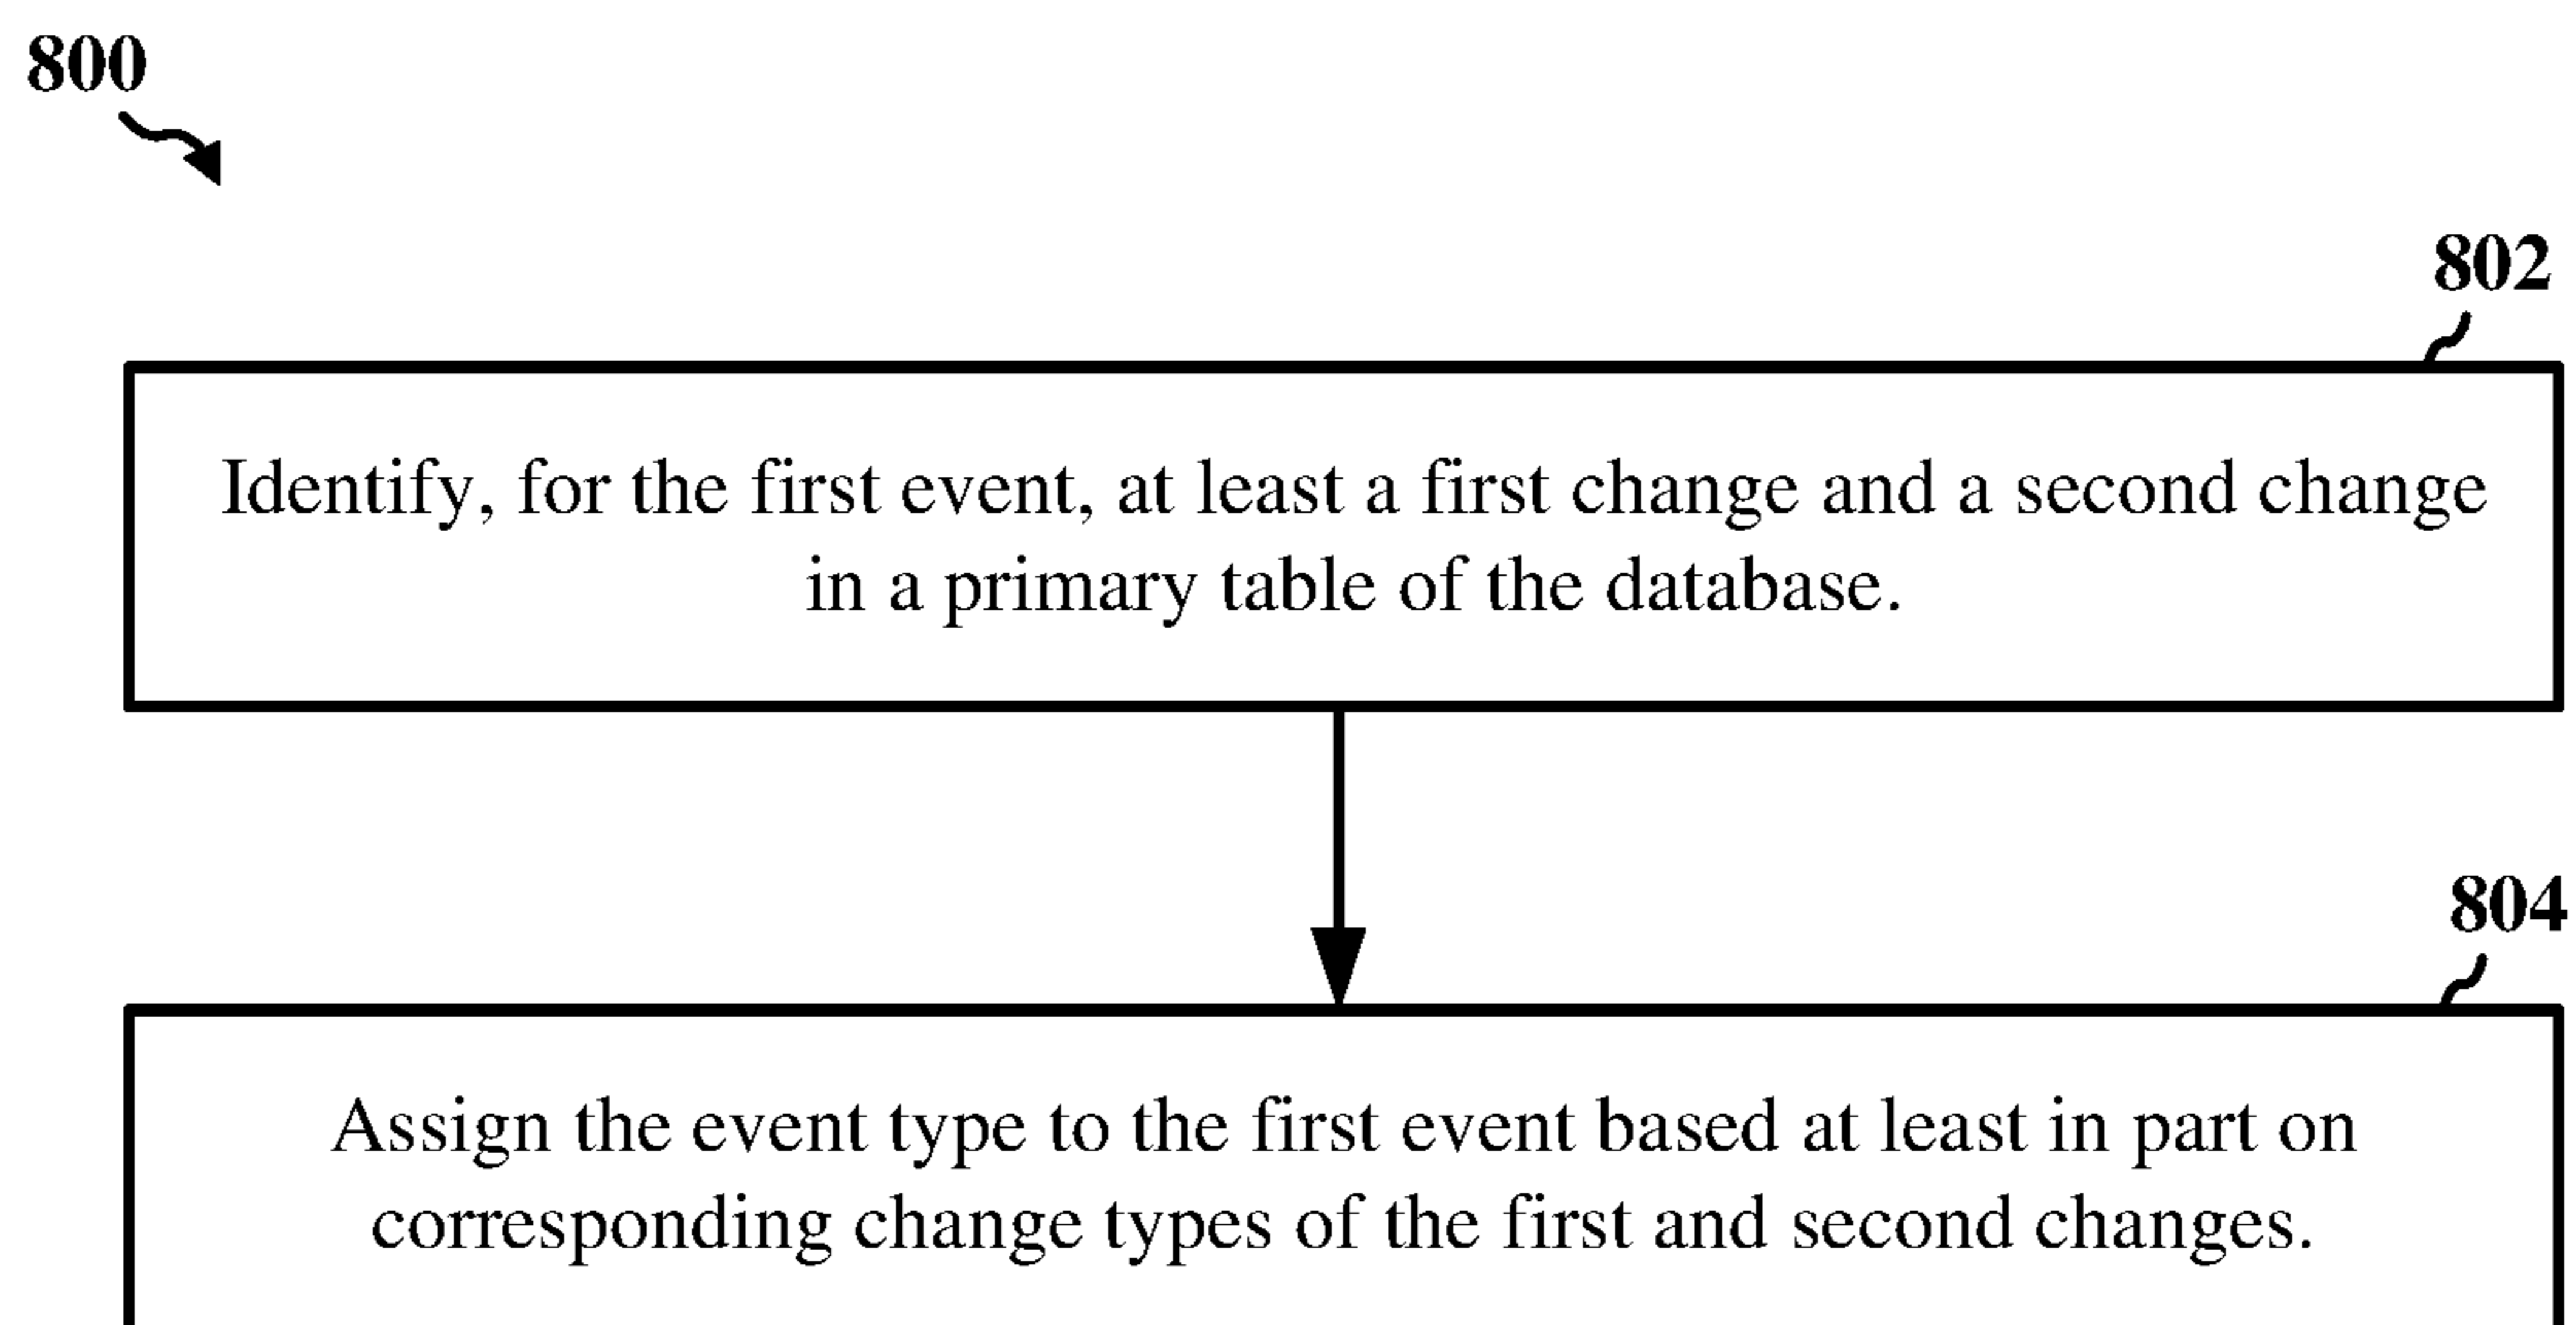 800
802
Identify, for the first event, at least a first change and a second change
in a primary table of the database.
804
Assign the event type to the first event based at least in part on
corresponding change types of the first and second changes.